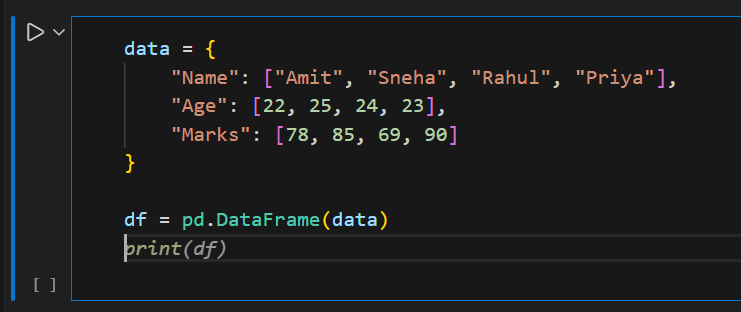 data = {
    "Name": ["Amit", "Sneha", "Rahul", "Priya"],
    "Age": [22, 25, 24, 23],
    "Marks": [78, 85, 69, 90]
}
df = pd.DataFrame(data)
print(df)
[ ]